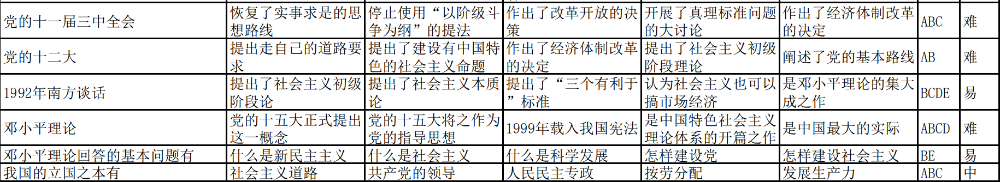 党的十一届三中全会
恢复了实事求是的思
想路线
停止使用“以阶级斗
争为纲”的提法
作出了改革开放的决
策
开展了真理标准问题
的大讨论
作出了经济体制改革
的决定
ABC
难
党的十二大
提出走自己的道路要
求
提出了建设有中国特
色的社会主义命题
作出了经济体制改革
的决定
提出了社会主义初级
阶段理论
阐述了党的基本路线
AB
难
1992年南方谈话
提出了社会主义初级
阶段论
提出了社会主义本质
论
提出了“三个有利于
”标准
认为社会主义也可以
搞市场经济
是邓小平理论的集大
成之作
BCDE
易
邓小平理论
党的十五大正式提出
这一概念
党的十五大将之作为
党的指导思想
1999年载入我国宪法
是中国特色社会主义
理论体系的开篇之作
是中国最大的实际
ABCD
难
邓小平理论回答的基本问题有
什么是新民主主义
什么是社会主义
什么是科学发展
怎样建设党
怎样建设社会主义
BE
易
我国的立国之本有
社会主义道路
共产党的领导
人民民主专政
按劳分配
发展生产力
ABC
中